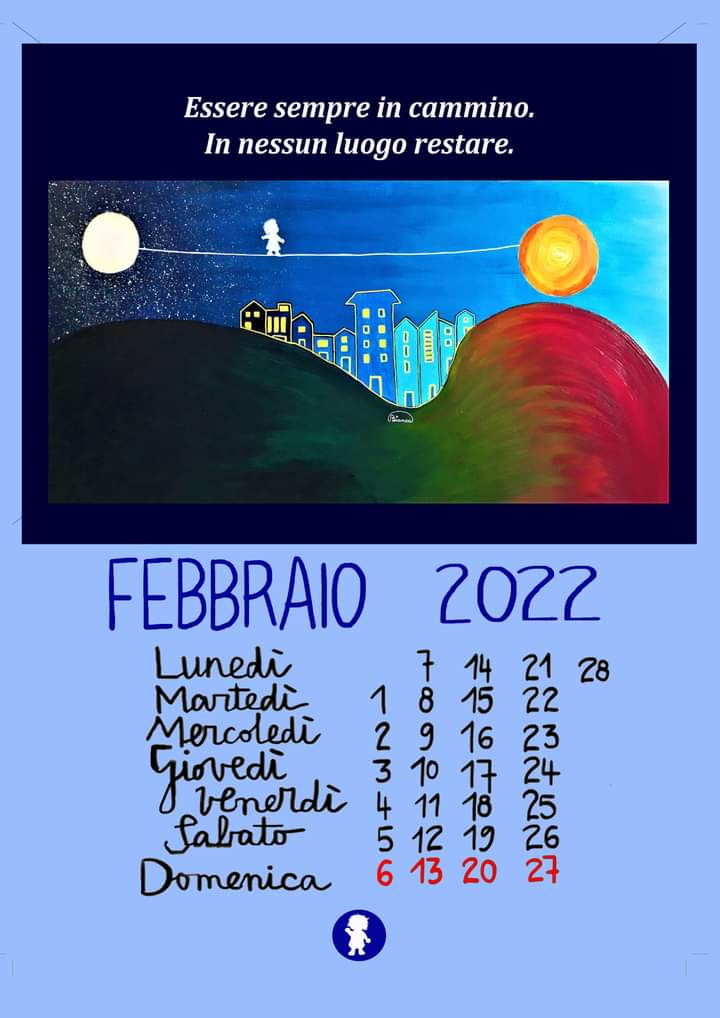 Essere sempre in cammino.
In nessun luogo restare.
Bianca
FEBBRAIO 2022
Lunedì 7 14 21 28
Martedì 1 8 15 22
Mercoledì 2 9 16 23
Giovedì 3 10 17 24
Venerdì 4 11 18 25
Sabato 5 12 19 26
Domenica 6 13 20 27